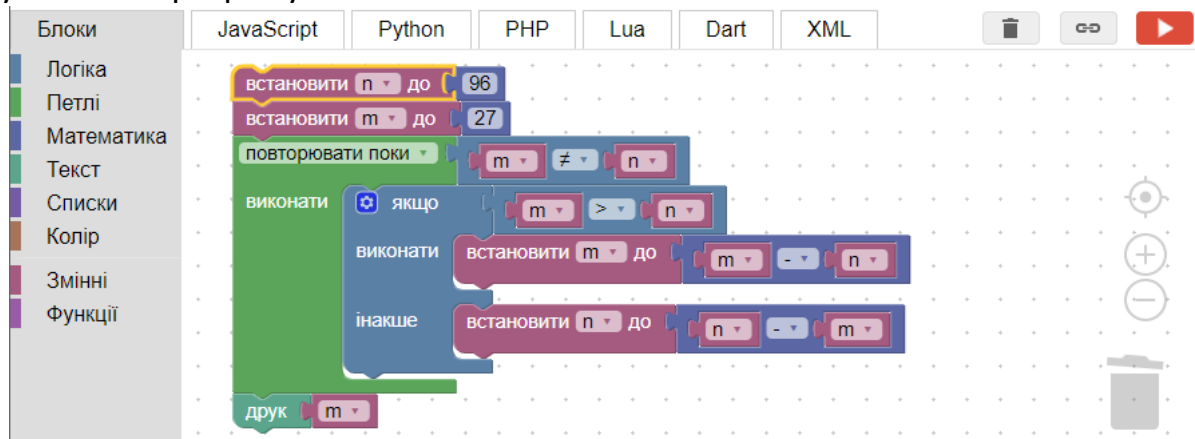 Блоки JavaScript Python PHP Lua Dart XML
Логіка
Петлі
Математика
Текст
Списки
Колір
Змінні
Функції
встановити n до 96
встановити m до 27
повторювати поки m ≠ n
виконати якщо m > n
виконати встановити m до m - n
інакше встановити n до n - m
друк m